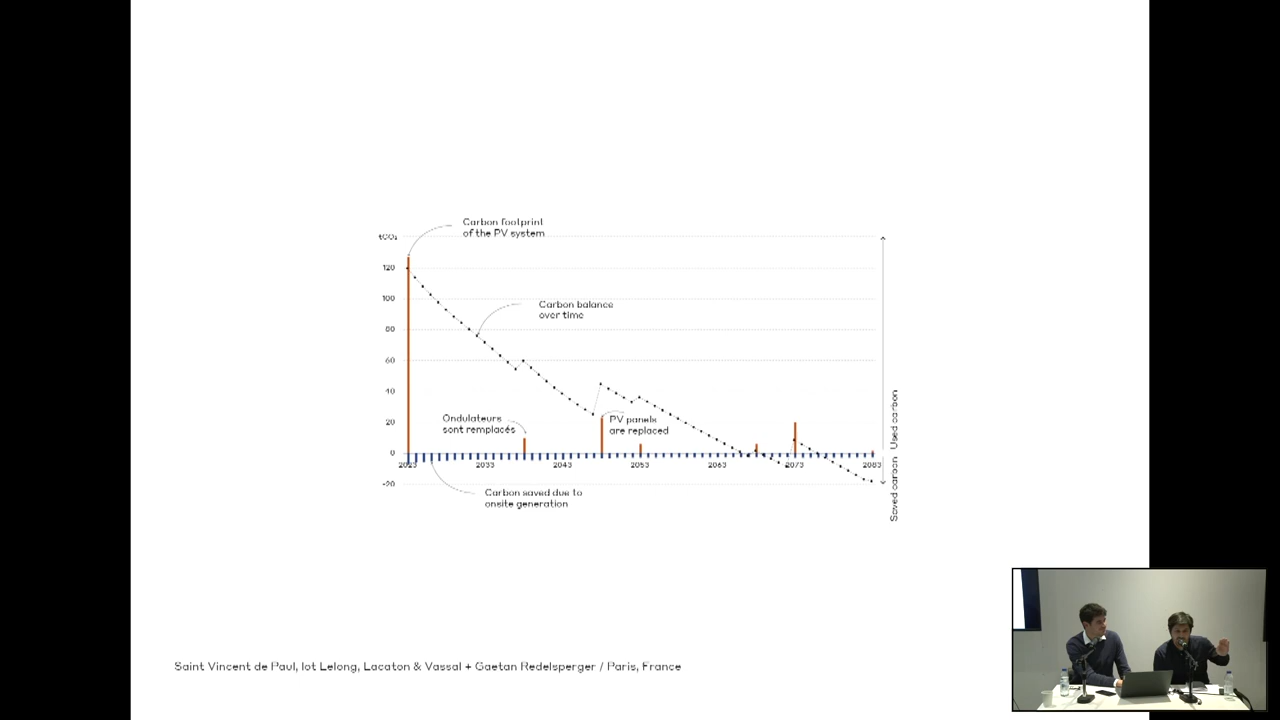 Carbon footprint
of the PV system
120
100
Carbon balance
over time
80
60
40
Ondulateurs
sont remplacés
PV panels
are replaced
20
0
2023
2033
2043
2053
2063
2073
2083
-20
Carbon saved due to
onsite generation
Saved carbon
Used carbon
Saint Vincent de Paul, lot Lelong, Lacaton & Vassal + Gaetan Redelsperger / Paris, France